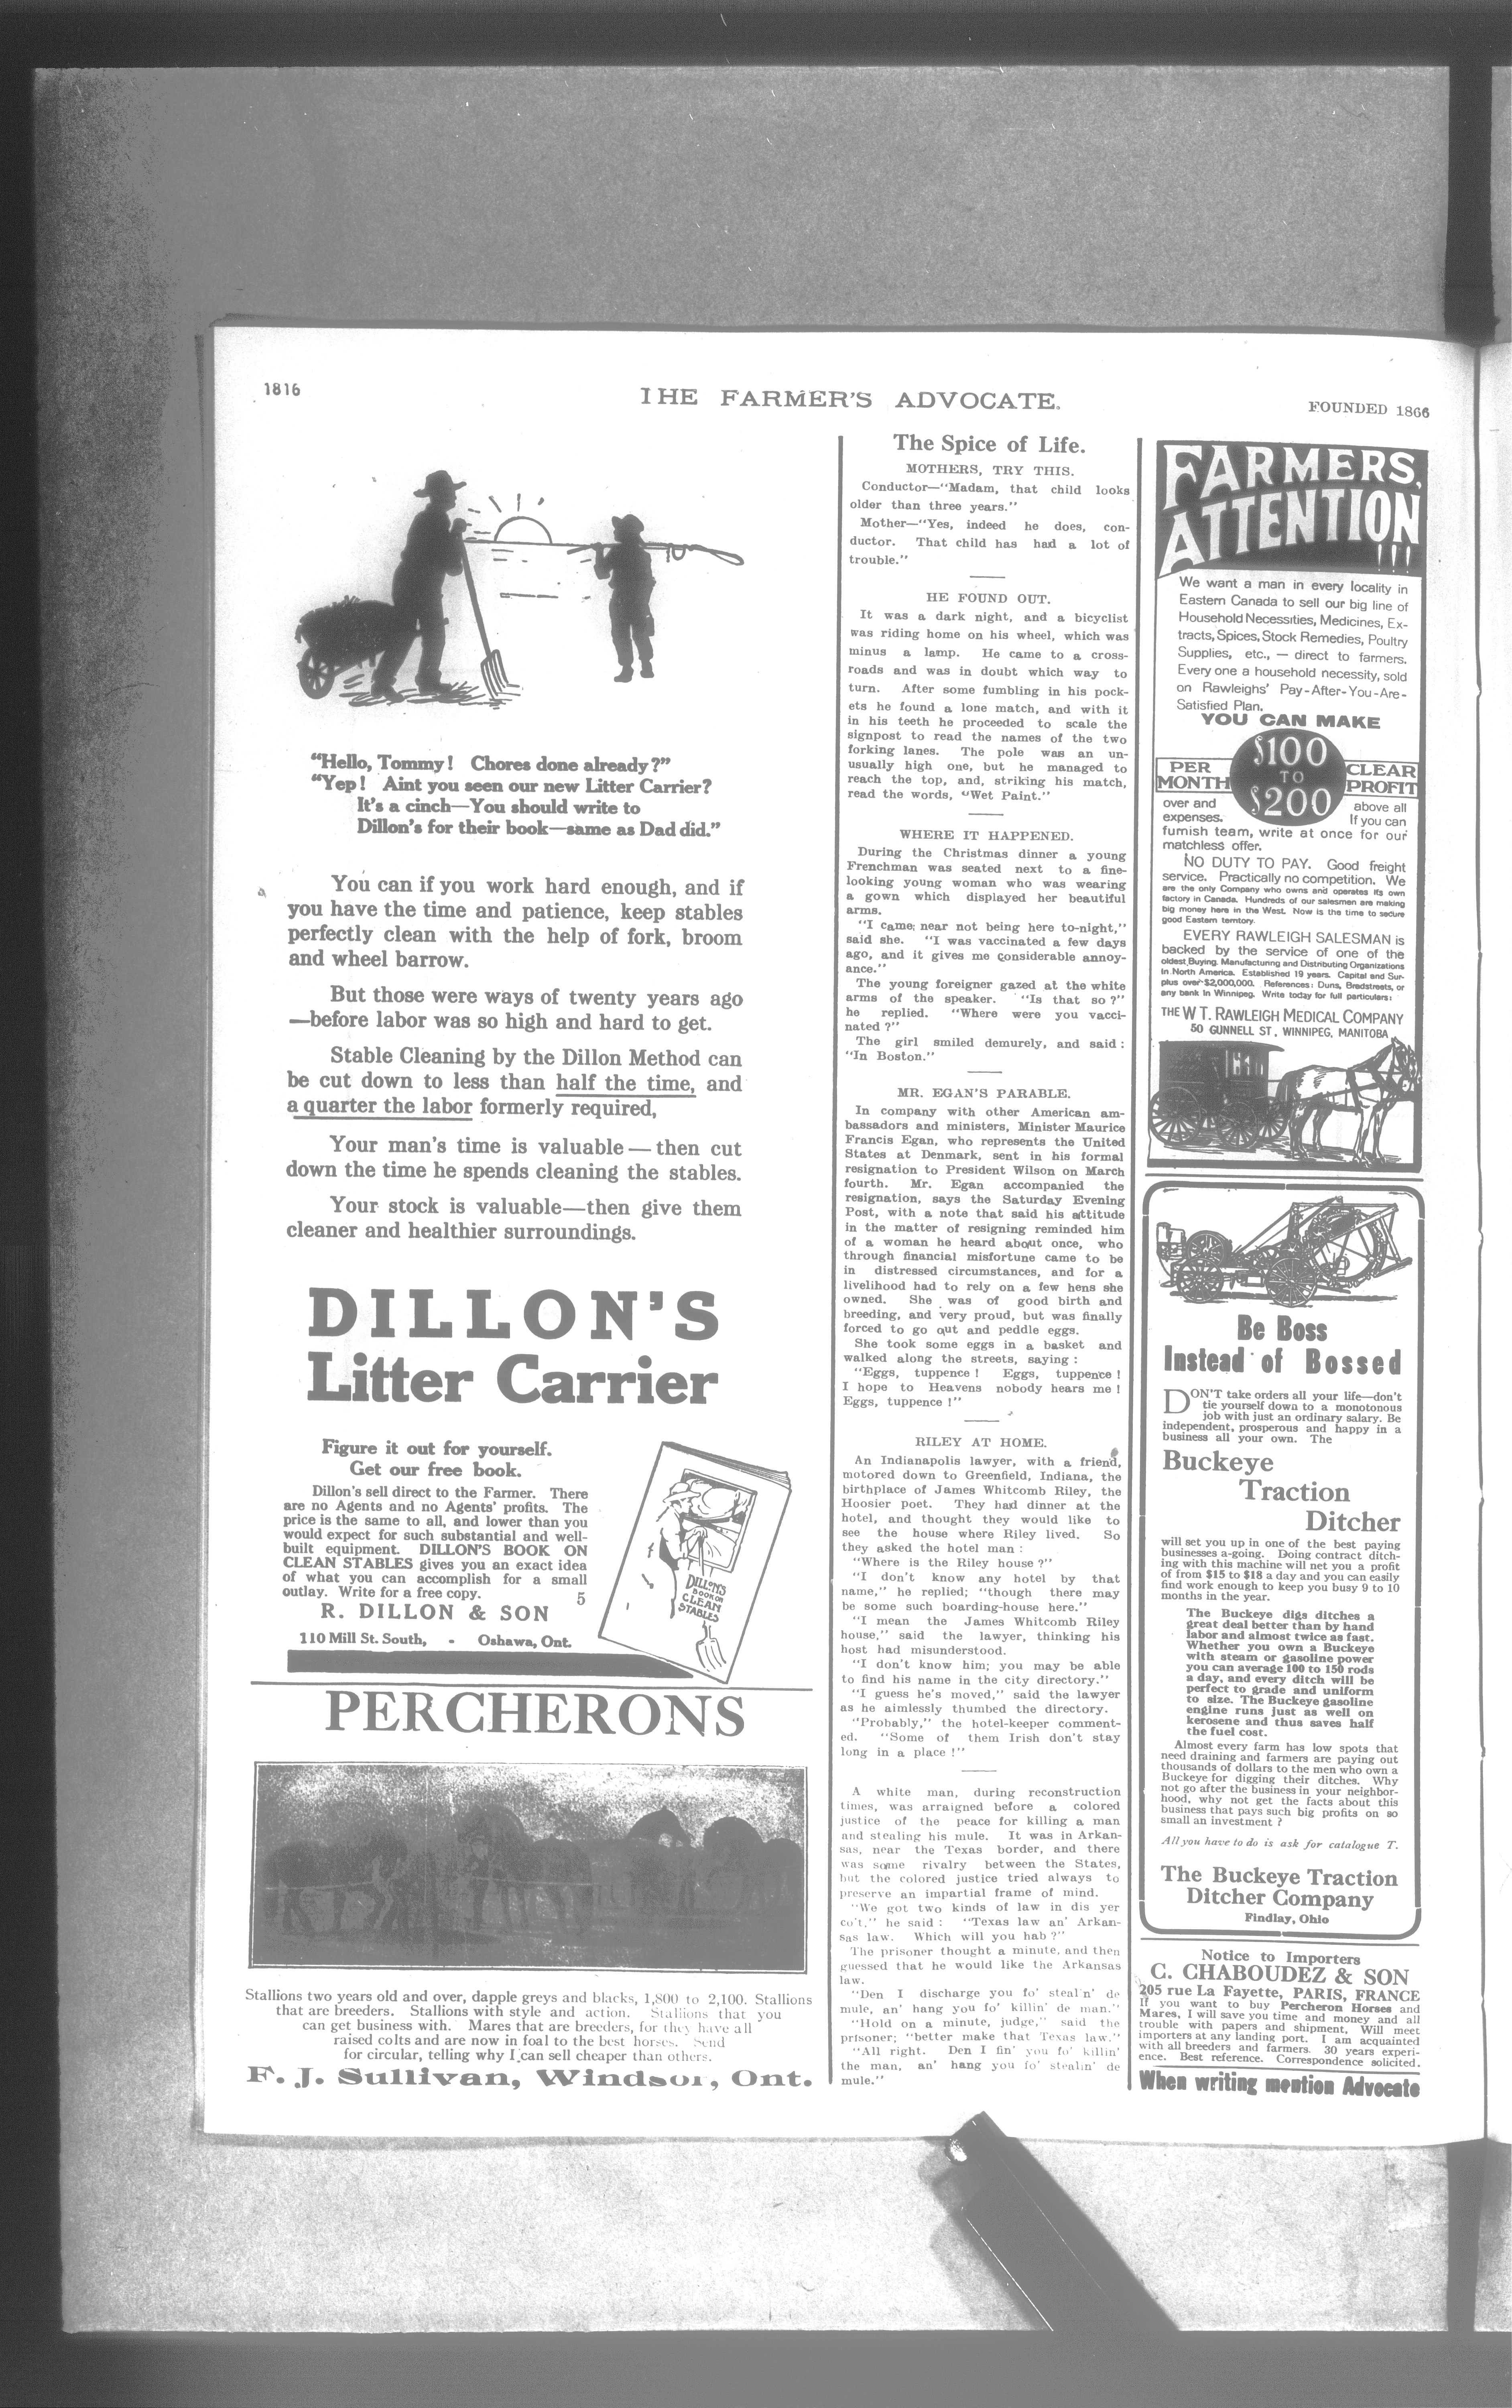 1816
THE FARMER'S ADVOCATE.
FOUNDED 1866
"Hello, Tommy! Chores done already?"
"Yep! Aint you seen our new Litter Carrier?
It's a cinch—You should write to
Dillon's for their book—same as Dad did."
You can if you work hard enough, and if
you have the time and patience, keep stables
perfectly clean with the help of fork, broom
and wheel barrow.
But those were ways of twenty years ago
—before labor was so high and hard to get.
Stable Cleaning by the Dillon Method can
be cut down to less than half the time, and
a quarter the labor formerly required,
Your man's time is valuable—then cut
down the time he spends cleaning the stables.
Your stock is valuable—then give them
cleaner and healthier surroundings.
DILLON'S
Litter Carrier
Figure it out for yourself.
Get our free book.
Dillon's sell direct to the Farmer. There
are no Agents and no Agents' profits. The
price is the same to all, and lower than you
would expect for such substantial and well-
built equipment. DILLON'S BOOK ON
CLEAN STABLES gives you an exact idea
of what you can accomplish for a small
outlay. Write for a free copy. 5
R. DILLON & SON
110 Mill St. South, - Oshawa, Ont.
DILLON'S
BOOK ON
CLEAN
STABLES
PERCHERONS
Stallions two years old and over, dapple greys and blacks, 1,800 to 2,100. Stallions
that are breeders. Stallions with style and action. Stallions that you
can get business with. Mares that are breeders, for they have all
raised colts and are now in foal to the best horses. Send
for circular, telling why I can sell cheaper than others.
F. J. Sullivan, Windsor, Ont.
The Spice of Life.
MOTHERS, TRY THIS.
Conductor—"Madam, that child looks
older than three years."
Mother—"Yes, indeed he does, con-
ductor. That child has had a lot of
trouble."
HE FOUND OUT.
It was a dark night, and a bicyclist
was riding home on his wheel, which was
minus a lamp. He came to a cross-
roads and was in doubt which way to
turn. After some fumbling in his pock-
ets he found a lone match, and with it
in his teeth he proceeded to scale the
signpost to read the names of the two
forking lanes. The pole was an un-
usually high one, but he managed to
reach the top, and, striking his match,
read the words, "Wet Paint."
WHERE IT HAPPENED.
During the Christmas dinner a young
Frenchman was seated next to a fine-
looking young woman who was wearing
a gown which displayed her beautiful
arms.
"I came near not being here to-night,"
said she. "I was vaccinated a few days
ago, and it gives me considerable annoy-
ance."
The young foreigner gazed at the white
arms of the speaker. "Is that so?"
he replied. "Where were you vacci-
nated?"
The girl smiled demurely, and said:
"In Boston."
MR. EGAN'S PARABLE.
In company with other American am-
bassadors and ministers, Minister Maurice
Francis Egan, who represents the United
States at Denmark, sent in his formal
resignation to President Wilson on March
fourth. Mr. Egan accompanied the
resignation, says the Saturday Evening
Post, with a note that said his attitude
in the matter of resigning reminded him
of a woman he heard about once, who
through financial misfortune came to be
in distressed circumstances, and for a
livelihood had to rely on a few hens she
owned. She was of good birth and
breeding, and very proud, but was finally
forced to go out and peddle eggs.
She took some eggs in a basket and
walked along the streets, saying:
"Eggs, tuppence! Eggs, tuppence!
I hope to Heavens nobody hears me!
Eggs, tuppence!"
RILEY AT HOME.
An Indianapolis lawyer, with a friend,
motored down to Greenfield, Indiana, the
birthplace of James Whitcomb Riley, the
Hoosier poet. They had dinner at the
hotel, and thought they would like to
see the house where Riley lived. So
they asked the hotel man:
"Where is the Riley house?"
"I don't know any hotel by that
name," he replied; "though there may
be some such boarding-house here."
"I mean the James Whitcomb Riley
house," said the lawyer, thinking his
host had misunderstood.
"I don't know him; you may be able
to find his name in the city directory."
"I guess he's moved," said the lawyer
as he aimlessly thumbed the directory.
"Probably," the hotel-keeper comment-
ed. "Some of them Irish don't stay
long in a place!"
A white man, during reconstruction
times, was arraigned before a colored
justice of the peace for killing a man
and stealing his mule. It was in Arkan-
sas, near the Texas border, and there
was some rivalry between the States,
but the colored justice tried always to
preserve an impartial frame of mind.
"We got two kinds of law in dis yer
co't," he said: "Texas law an' Arkan-
sas law. Which will you hab?"
The prisoner thought a minute, and then
guessed that he would like the Arkansas
law.
"Den I discharge you fo' steal'n' de
mule, an' hang you fo' killin' de man."
"Hold on a minute, judge," said the
prisoner; "better make that Texas law."
"All right. Den I fin' you fo' killin'
the man, an' hang you fo' stealin' de
mule."
FARMERS,
ATTENTION
!!!
We want a man in every locality in
Eastern Canada to sell our big line of
Household Necessities, Medicines, Ex-
tracts, Spices, Stock Remedies, Poultry
Supplies, etc., — direct to farmers.
Every one a household necessity, sold
on Rawleighs' Pay-After-You-Are-
Satisfied Plan.
YOU CAN MAKE
PER MONTH $100 TO $200 CLEAR PROFIT
over and above all
expenses. If you can
furnish team, write at once for our
matchless offer.
NO DUTY TO PAY. Good freight
service. Practically no competition. We
are the only Company who owns and operates its own
factory in Canada. Hundreds of our salesmen are making
big money here in the West. Now is the time to secure
good Eastern territory.
EVERY RAWLEIGH SALESMAN is
backed by the service of one of the
oldest Buying, Manufacturing and Distributing Organizations
in North America. Established 19 years. Capital and Sur-
plus over $2,000,000. References: Duns, Bradstreets, or
any bank in Winnipeg. Write today for full particulars:
THE W T. RAWLEIGH MEDICAL COMPANY
50 GUNNELL ST, WINNIPEG, MANITOBA
Be Boss
Instead of Bossed
DON'T take orders all your life—don't
tie yourself down to a monotonous
job with just an ordinary salary. Be
independent, prosperous and happy in a
business all your own. The
Buckeye
Traction
Ditcher
will set you up in one of the best paying
businesses a-going. Doing contract ditch-
ing with this machine will net you a profit
of from $15 to $18 a day and you can easily
find work enough to keep you busy 9 to 10
months in the year.
The Buckeye digs ditches a
great deal better than by hand
labor and almost twice as fast.
Whether you own a Buckeye
with steam or gasoline power
you can average 100 to 150 rods
a day, and every ditch will be
perfect to grade and uniform
to size. The Buckeye gasoline
engine runs just as well on
kerosene and thus saves half
the fuel cost.
Almost every farm has low spots that
need draining and farmers are paying out
thousands of dollars to the men who own a
Buckeye for digging their ditches. Why
not go after the business in your neighbor-
hood, why not get the facts about this
business that pays such big profits on so
small an investment?
All you have to do is ask for catalogue T.
The Buckeye Traction
Ditcher Company
Findlay, Ohio
Notice to Importers
C. CHABOUDEZ & SON
205 rue La Fayette, PARIS, FRANCE
If you want to buy Percheron Horses and
Mares, I will save you time and money and all
trouble with papers and shipment, Will meet
importers at any landing port. I am acquainted
with all breeders and farmers. 30 years experi-
ence. Best reference. Correspondence solicited.
When writing mention Advocate